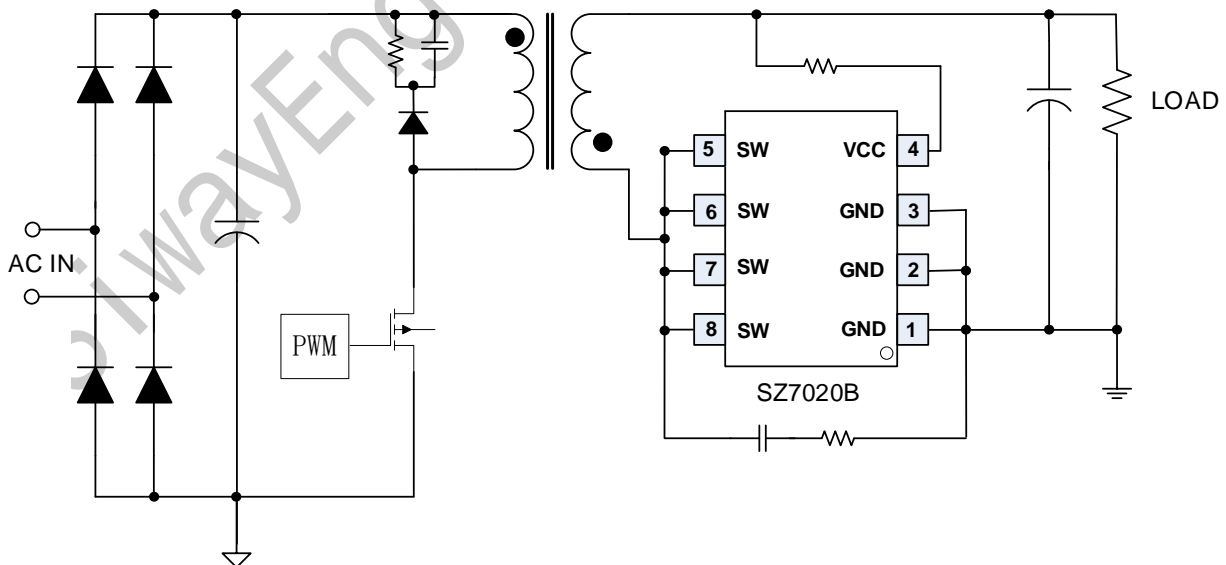 AC IN
PWM
5 SW VCC 4
6 SW GND 3
7 SW GND 2
8 SW GND 1
SZ7020B
LOAD